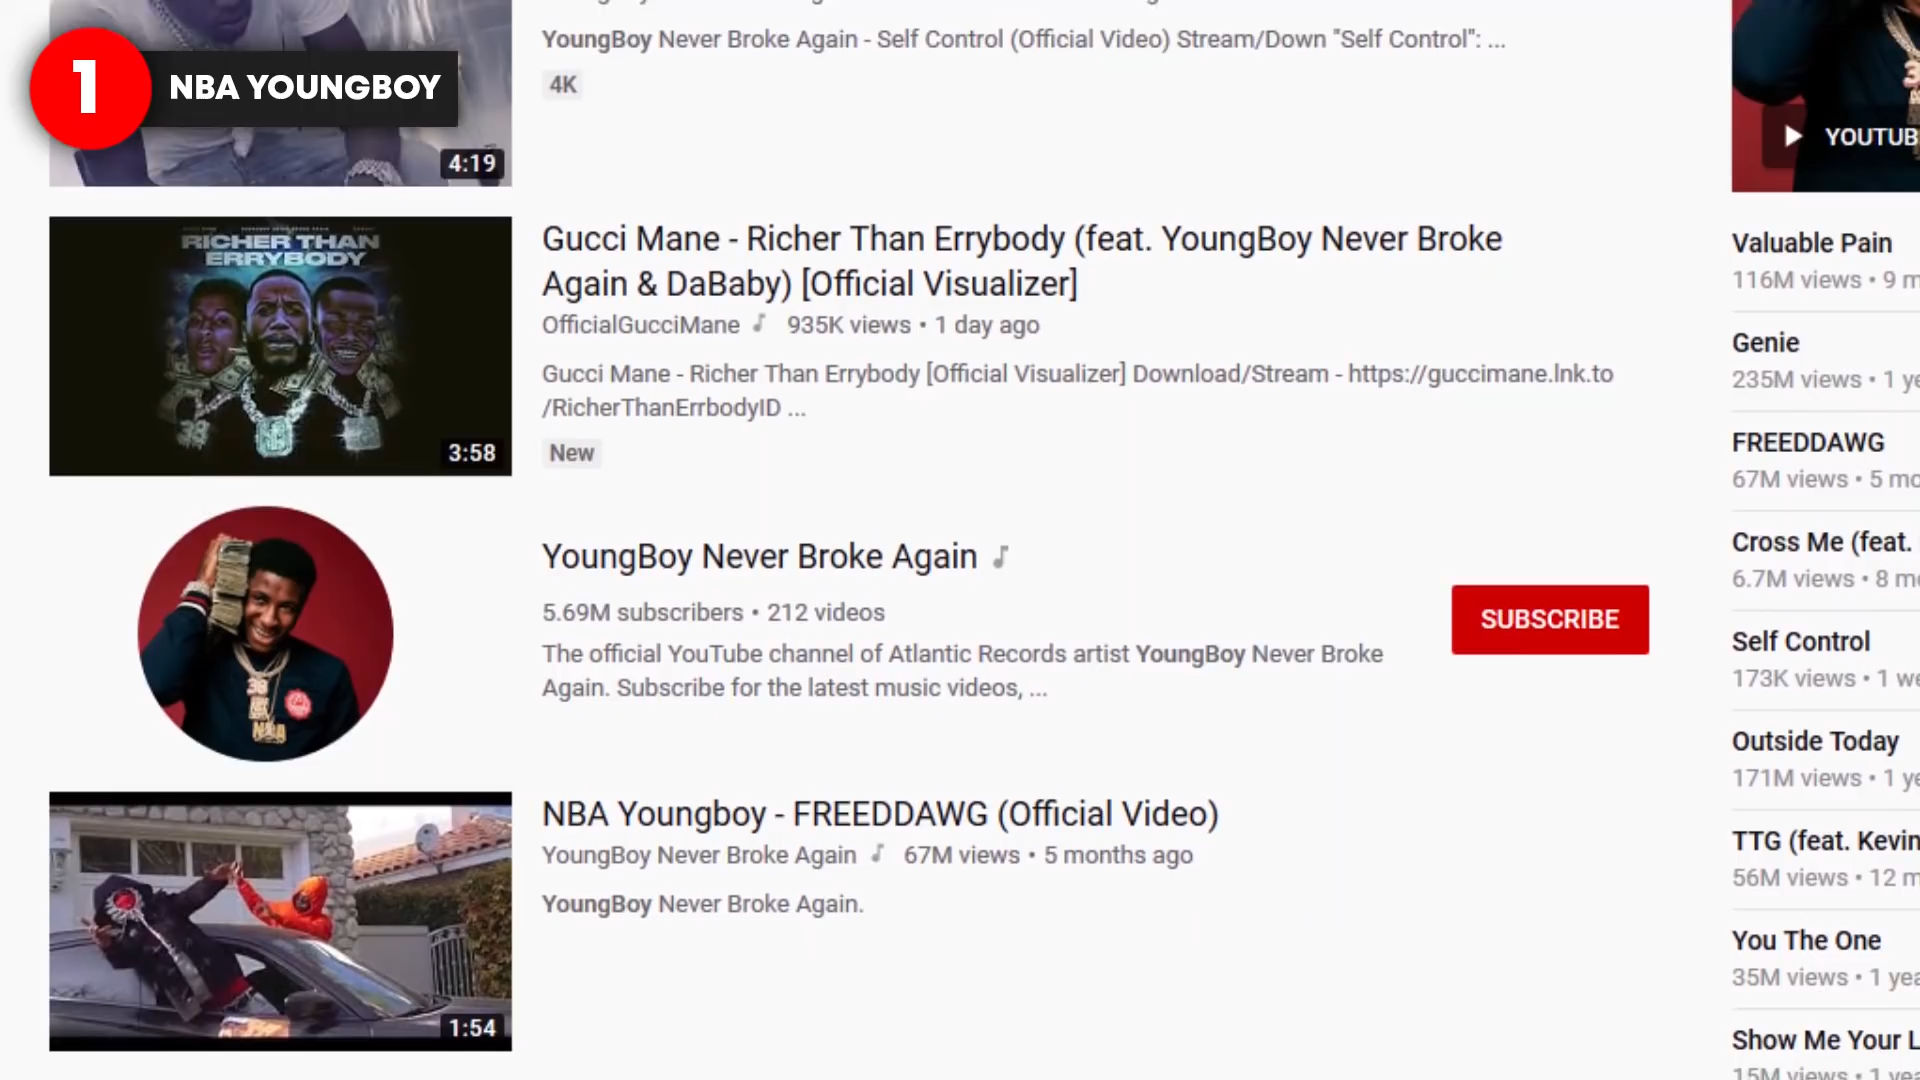 1
NBA YOUNGBOY
4:19
YoungBoy Never Broke Again - Self Control (Official Video) Stream/Down "Self Control": ...
4K
RICHER THAN
ERRYBODY
3:58
Gucci Mane - Richer Than Errybody (feat. YoungBoy Never Broke
Again & DaBaby) [Official Visualizer]
OfficialGucciMane 935K views • 1 day ago
Gucci Mane - Richer Than Errybody [Official Visualizer] Download/Stream - https://guccimane.lnk.to
/RicherThanErrbodyID ...
New
YoungBoy Never Broke Again
5.69M subscribers • 212 videos
The official YouTube channel of Atlantic Records artist YoungBoy Never Broke
Again. Subscribe for the latest music videos, ...
SUBSCRIBE
38
NBA
NBA Youngboy - FREEDDAWG (Official Video)
YoungBoy Never Broke Again 67M views • 5 months ago
YoungBoy Never Broke Again.
1:54
YOUTUB
Valuable Pain
116M views • 9 m
Genie
235M views • 1 ye
FREEDDAWG
67M views • 5 mo
Cross Me (feat.
6.7M views • 8 mo
Self Control
173K views • 1 we
Outside Today
171M views • 1 ye
TTG (feat. Kevin
56M views • 12 m
You The One
35M views • 1 yea
Show Me Your L
15M views • 1 yea